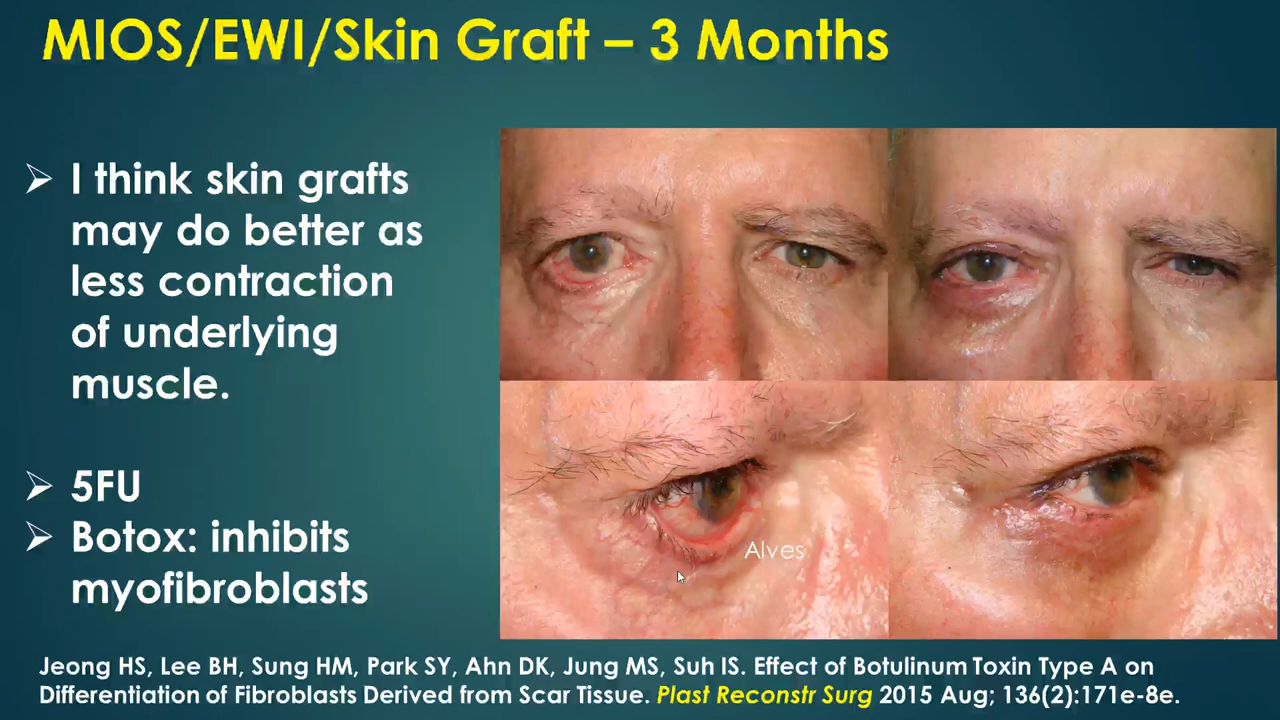 MIOS/EWI/Skin Graft – 3 Months
➢ I think skin grafts
may do better as
less contraction
of underlying
muscle.
➢ 5FU
➢ Botox: inhibits
myofibroblasts
Alves
Jeong HS, Lee BH, Sung HM, Park SY, Ahn DK, Jung MS, Suh IS. Effect of Botulinum Toxin Type A on
Differentiation of Fibroblasts Derived from Scar Tissue. Plast Reconstr Surg 2015 Aug; 136(2):171e-8e.